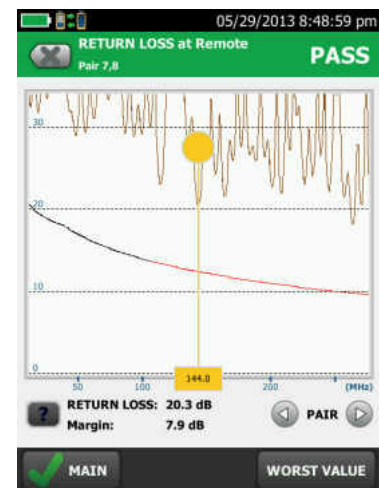 05/29/2013 8:48:59 pm
RETURN LOSS at Remote
Pair 7,8
PASS
30
20
10
0
50
100
144.0
200
(MHz)
?
RETURN LOSS: 20.3 dB
Margin: 7.9 dB
PAIR
MAIN
WORST VALUE